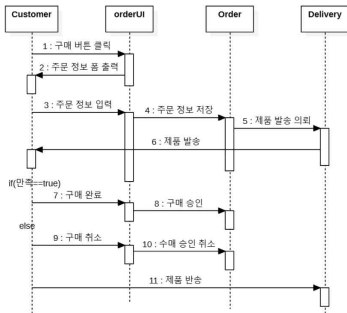 Customer
orderUI
Order
Delivery
1 : 구매 버튼 클릭
2 : 주문 정보 폼 출력
3 : 주문 정보 입력
4 : 주문 정보 저장
5 : 제품 발송 의뢰
6 : 제품 발송
if(만족==true)
7 : 구매 완료
8 : 구매 승인
else
9 : 구매 취소
10 : 수매 승인 취소
11 : 제품 반송